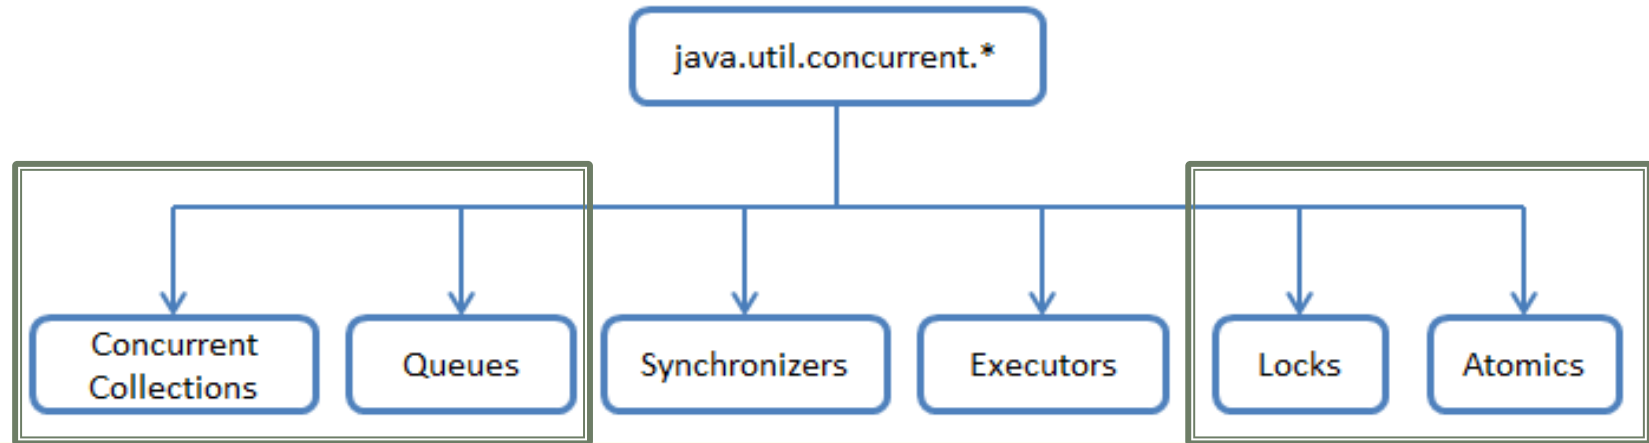 java.util.concurrent.*
Concurrent
Collections
Queues
Synchronizers
Executors
Locks
Atomics